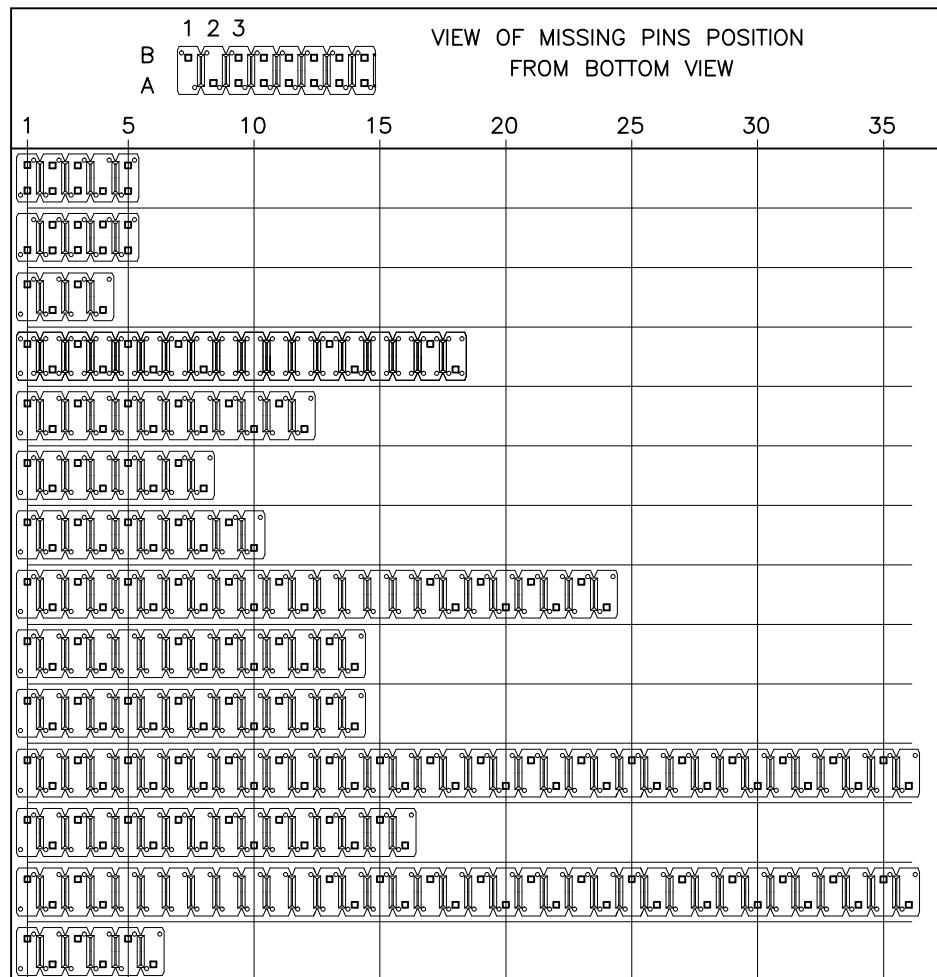 1 2 3
VIEW OF MISSING PINS POSITION
B
FROM BOTTOM VIEW
A
1 5 10 15 20 25 30 35